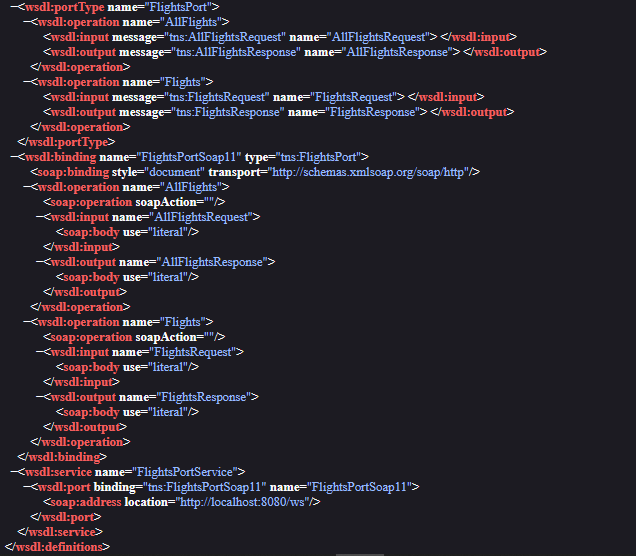 −<wsdl:portType name="FlightsPort">
−<wsdl:operation name="AllFlights">
<wsdl:input message="tns:AllFlightsRequest" name="AllFlightsRequest"> </wsdl:input>
<wsdl:output message="tns:AllFlightsResponse" name="AllFlightsResponse"> </wsdl:output>
</wsdl:operation>
−<wsdl:operation name="Flights">
<wsdl:input message="tns:FlightsRequest" name="FlightsRequest"> </wsdl:input>
<wsdl:output message="tns:FlightsResponse" name="FlightsResponse"> </wsdl:output>
</wsdl:operation>
</wsdl:portType>
−<wsdl:binding name="FlightsPortSoap11" type="tns:FlightsPort">
<soap:binding style="document" transport="http://schemas.xmlsoap.org/soap/http"/>
−<wsdl:operation name="AllFlights">
<soap:operation soapAction=""/>
−<wsdl:input name="AllFlightsRequest">
<soap:body use="literal"/>
</wsdl:input>
−<wsdl:output name="AllFlightsResponse">
<soap:body use="literal"/>
</wsdl:output>
</wsdl:operation>
−<wsdl:operation name="Flights">
<soap:operation soapAction=""/>
−<wsdl:input name="FlightsRequest">
<soap:body use="literal"/>
</wsdl:input>
−<wsdl:output name="FlightsResponse">
<soap:body use="literal"/>
</wsdl:output>
</wsdl:operation>
</wsdl:binding>
−<wsdl:service name="FlightsPortService">
−<wsdl:port binding="tns:FlightsPortSoap11" name="FlightsPortSoap11">
<soap:address location="http://localhost:8080/ws"/>
</wsdl:port>
</wsdl:service>
</wsdl:definitions>